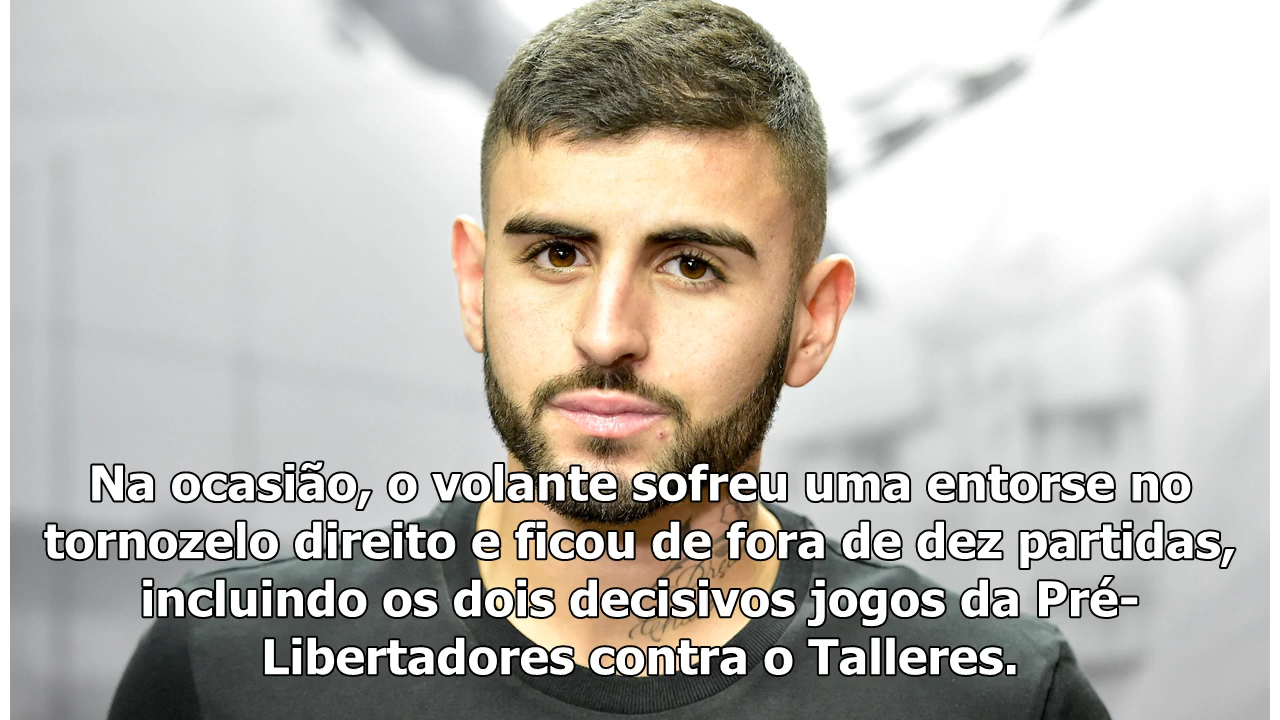 Na ocasião, o volante sofreu uma entorse no
tornozelo direito e ficou de fora de dez partidas,
incluindo os dois decisivos jogos da Pré-
Libertadores contra o Talleres.